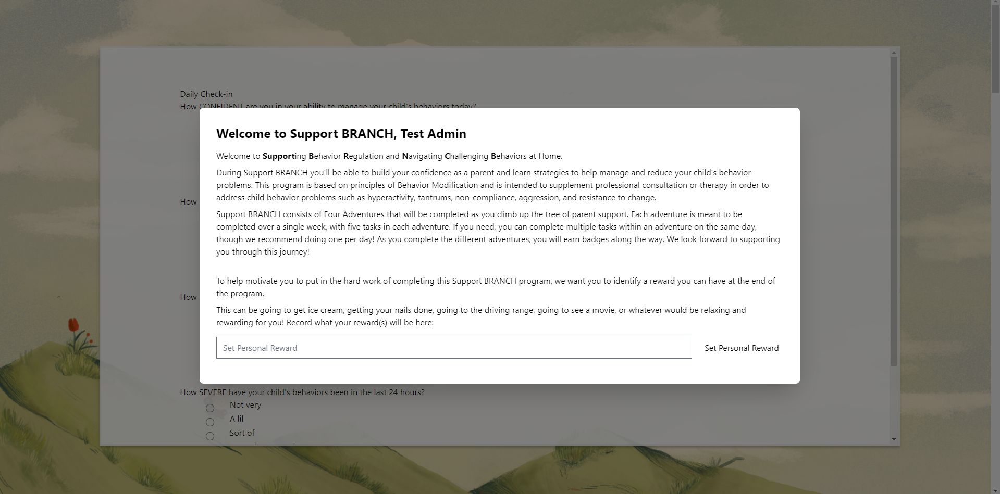 Daily Check-in
How CONFIDENT are you in your ability to manage your child's behaviors today?
Welcome to Support BRANCH, Test Admin
Welcome to Supporting Behavior Regulation and Navigating Challenging Behaviors at Home.
During Support BRANCH you'll be able to build your confidence as a parent and learn strategies to help manage and reduce your child's behavior
problems. This program is based on principles of Behavior Modification and is intended to supplement professional consultation or therapy in order to
address child behavior problems such as hyperactivity, tantrums, non-compliance, aggression, and resistance to change.
How
Support BRANCH consists of Four Adventures that will be completed as you climb up the tree of parent support. Each adventure is meant to be
completed over a single week, with five tasks in each adventure. If you need, you can complete multiple tasks within an adventure on the same day,
though we recommend doing one per day! As you complete the different adventures, you will earn badges along the way. We look forward to supporting
you through this journey!
To help motivate you to put in the hard work of completing this Support BRANCH program, we want you to identify a reward you can have at the end of
the program.
How
This can be going to get ice cream, getting your nails done, going to the driving range, going to see a movie, or whatever would be relaxing and
rewarding for you! Record what your reward(s) will be here:
Set Personal Reward
Set Personal Reward
How SEVERE have your child's behaviors been in the last 24 hours?
Not very
A lil
Sort of